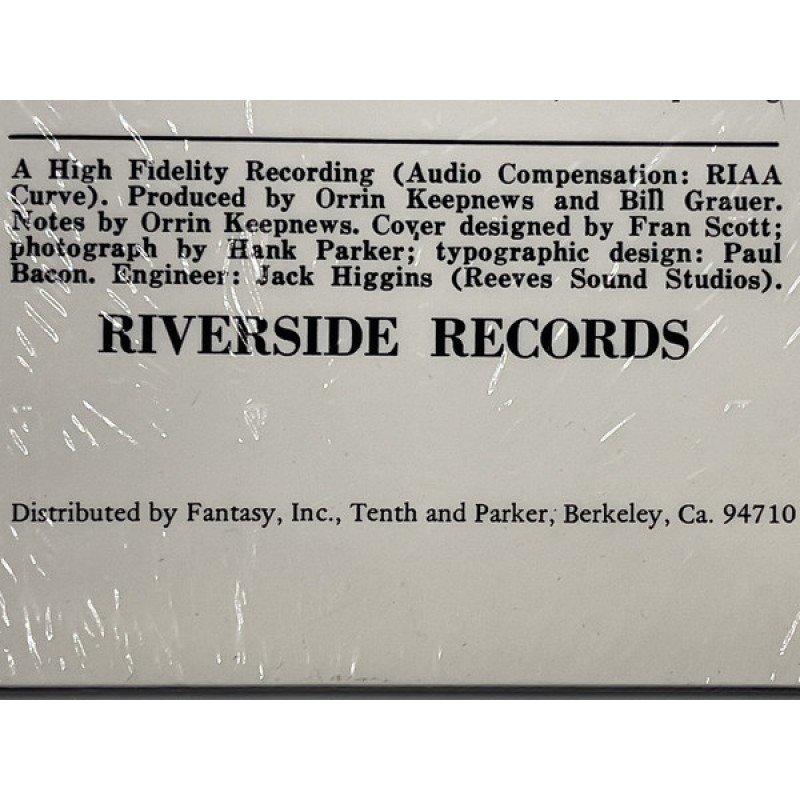 A High Fidelity Recording (Audio Compensation: RIAA
Curve). Produced by Orrin Keepnews and Bill Grauer.
Notes by Orrin Keepnews. Cover designed by Fran Scott;
photograph by Hank Parker; typographic design: Paul
Bacon. Engineer: Jack Higgins (Reeves Sound Studios).
RIVERSIDE RECORDS
Distributed by Fantasy, Inc., Tenth and Parker, Berkeley, Ca. 94710